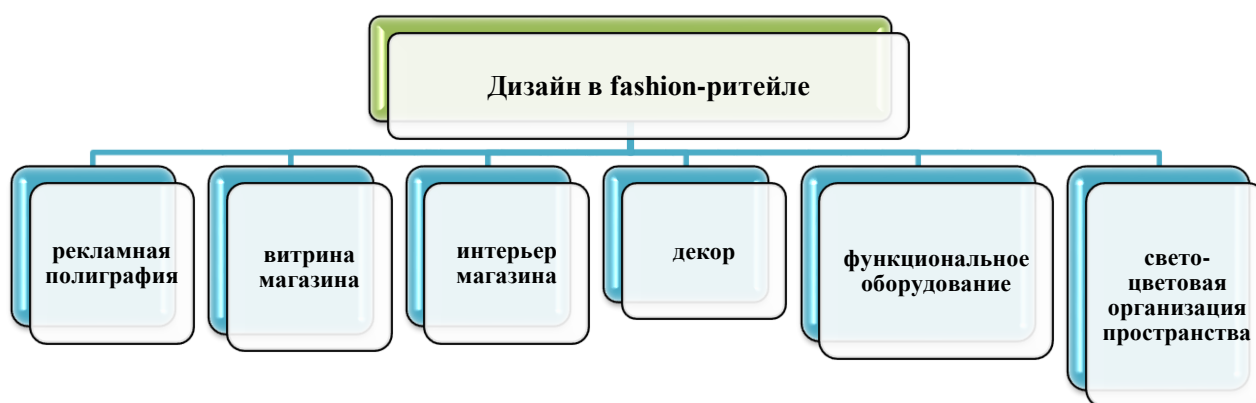 Дизайн в fashion-ритейле
рекламная
полиграфия
витрина
магазина
интерьер
магазина
декор
функциональное
оборудование
свето-
цветовая
организация
пространства